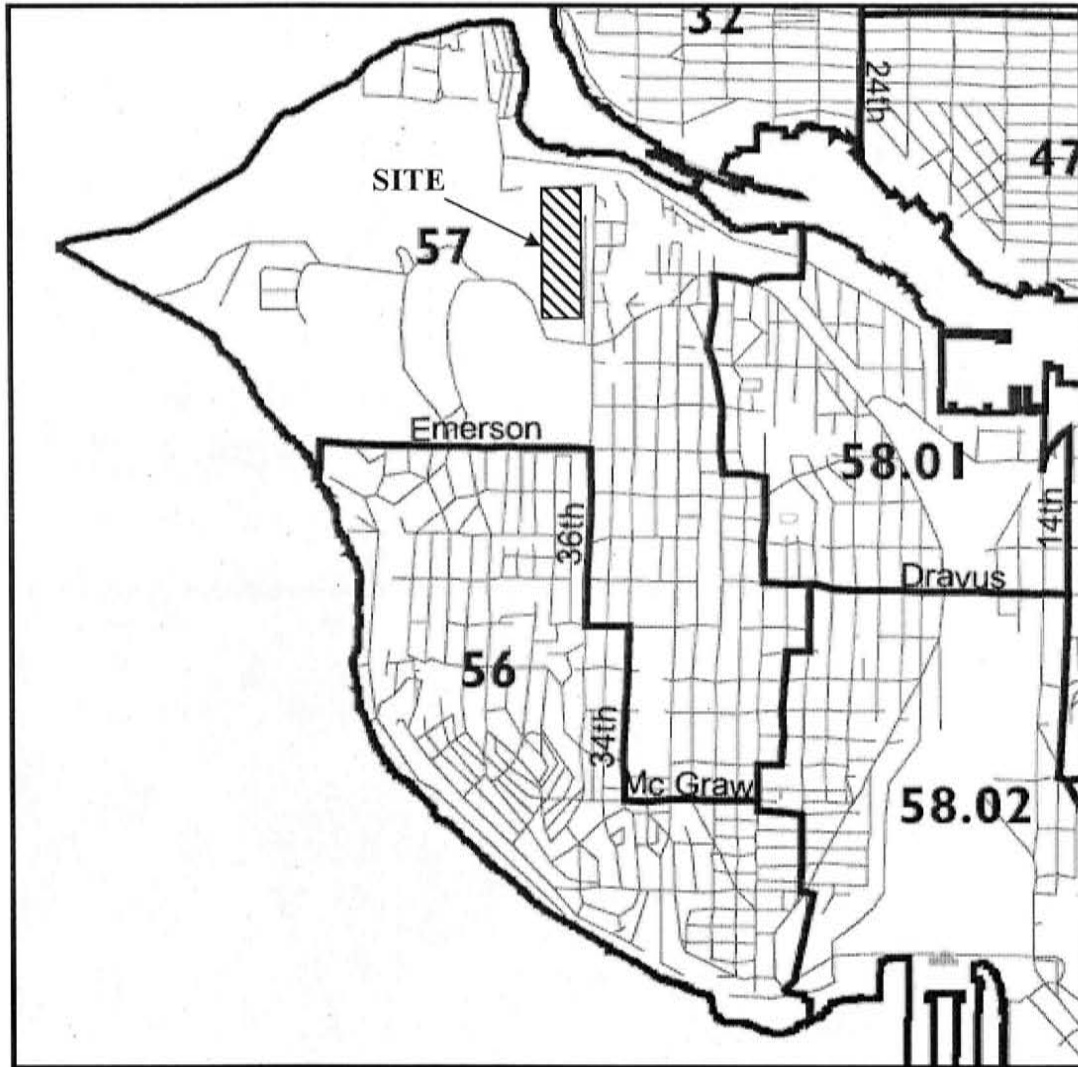 32
24th
47
SITE
57
Emerson
58.01
36th
14th
Dravus
56
34th
Mc Graw
58.02